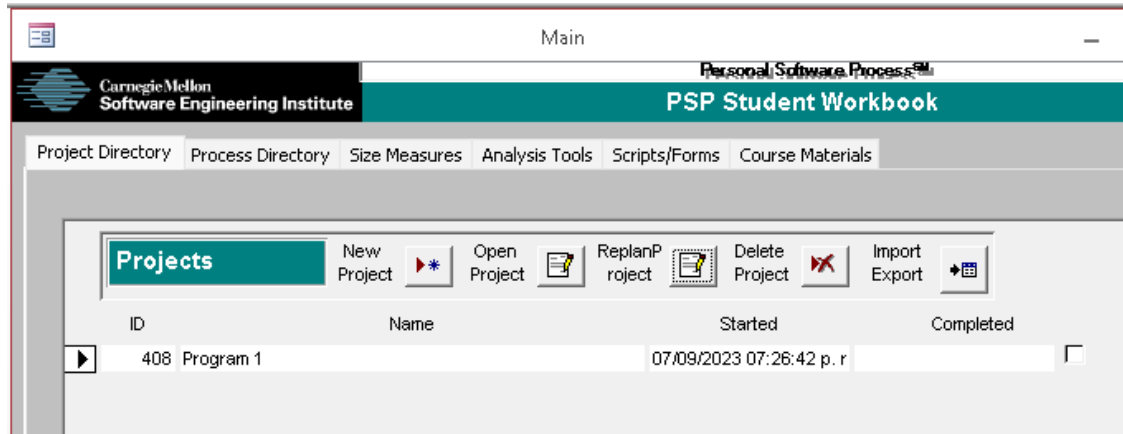 Main
Personal Software Process℠
Carnegie Mellon
Software Engineering Institute
PSP Student Workbook
Project Directory Process Directory Size Measures Analysis Tools Scripts/Forms Course Materials
Projects
New
Project
Open
Project
ReplanP
roject
Delete
Project
Import
Export
ID Name Started Completed
408 Program 1 07/09/2023 07:26:42 p. r